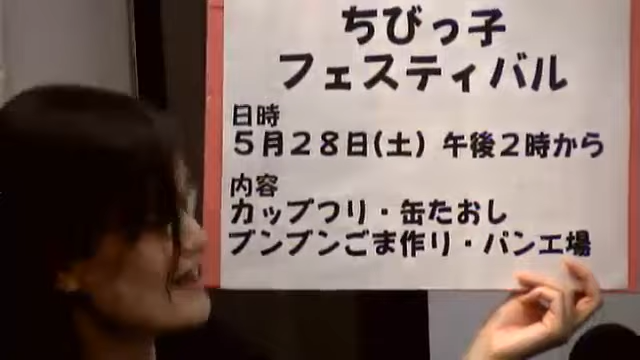 ちびっ子
フェスティバル
日時
５月２８日(土) 午後２時から
内容
カップつり・缶たおし
ブンブンごま作り・パン工場